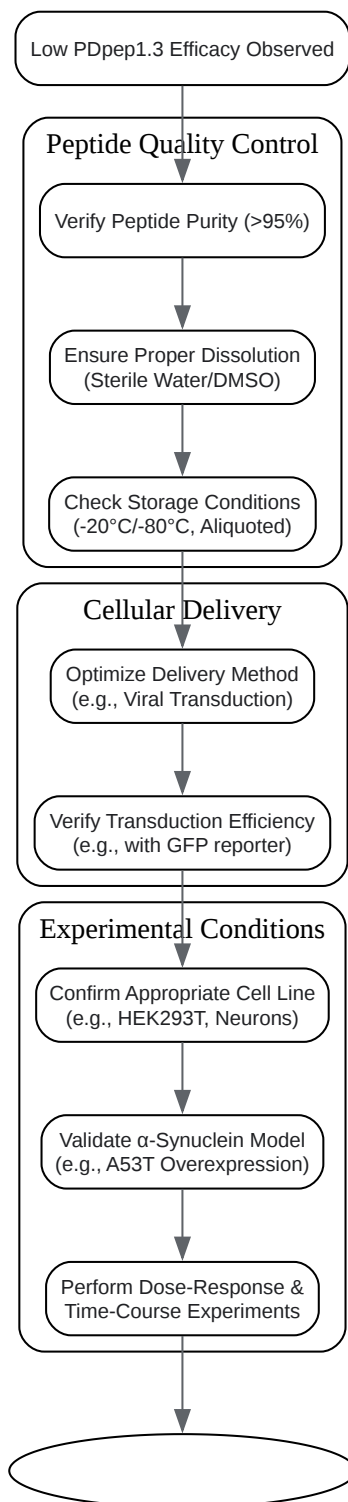 Low PDpep1.3 Efficacy Observed
Peptide Quality Control
Verify Peptide Purity (>95%)
Ensure Proper Dissolution
(Sterile Water/DMSO)
Check Storage Conditions
(-20°C/-80°C, Aliquoted)
Cellular Delivery
Optimize Delivery Method
(e.g., Viral Transduction)
Verify Transduction Efficiency
(e.g., with GFP reporter)
Experimental Conditions
Confirm Appropriate Cell Line
(e.g., HEK293T, Neurons)
Validate α-Synuclein Model
(e.g., A53T Overexpression)
Perform Dose-Response &
Time-Course Experiments